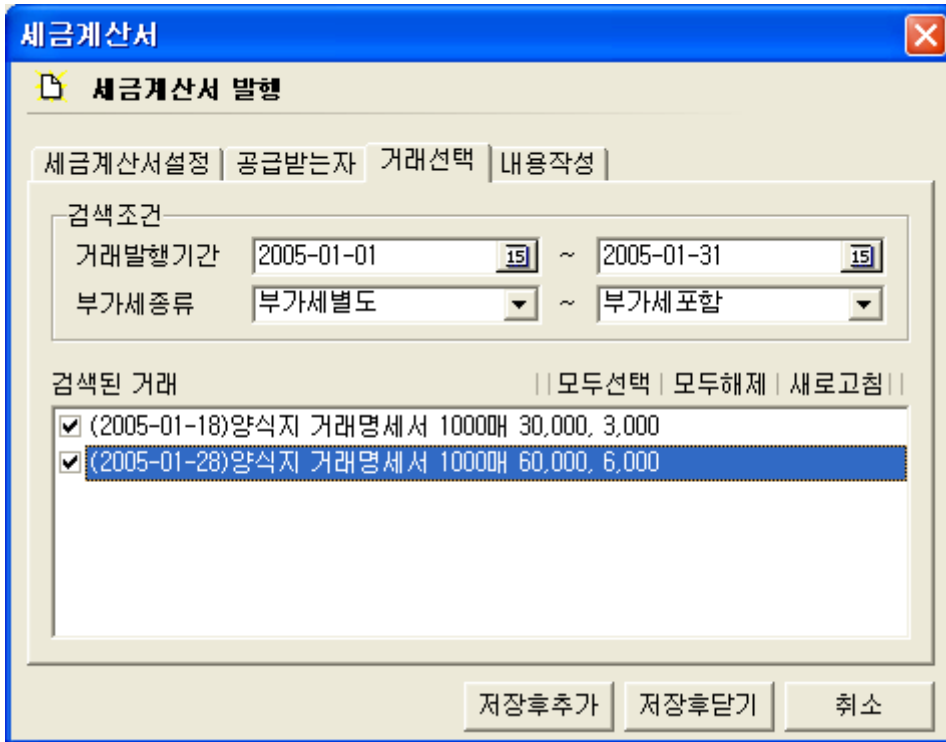 세금계산서
세금계산서 발행
세금계산서설정 | 공급받는자 거래선택 | 내용작성 |
검색조건
거래발행기간 2005-01-01 15 ~ 2005-01-31 15
부가세종류 부가세별도 ~ 부가세포함
검색된 거래 ||모두선택 | 모두해제 | 새로고침||
(2005-01-18)양식지 거래명세서 1000매 30,000, 3,000
(2005-01-28)양식지 거래명세서 1000매 60,000, 6,000
저장후추가 저장후닫기 취소